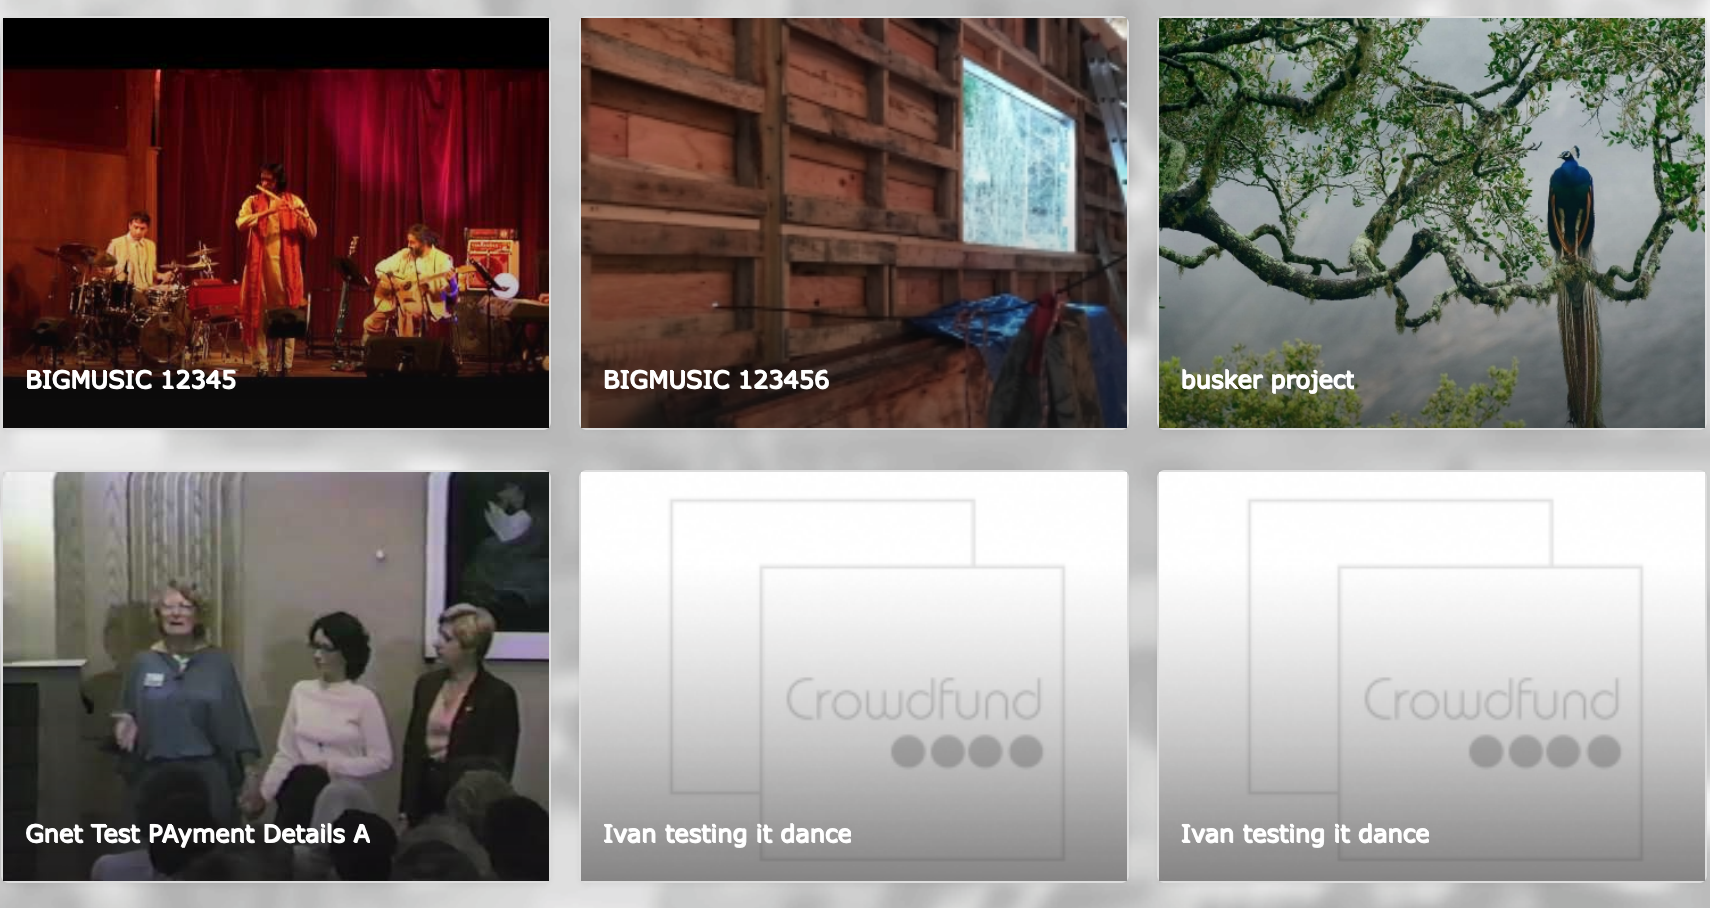 BIGMUSIC 12345
BIGMUSIC 123456
busker project
Gnet Test PAyment Details A
Crowdfund
Ivan testing it dance
Crowdfund
Ivan testing it dance